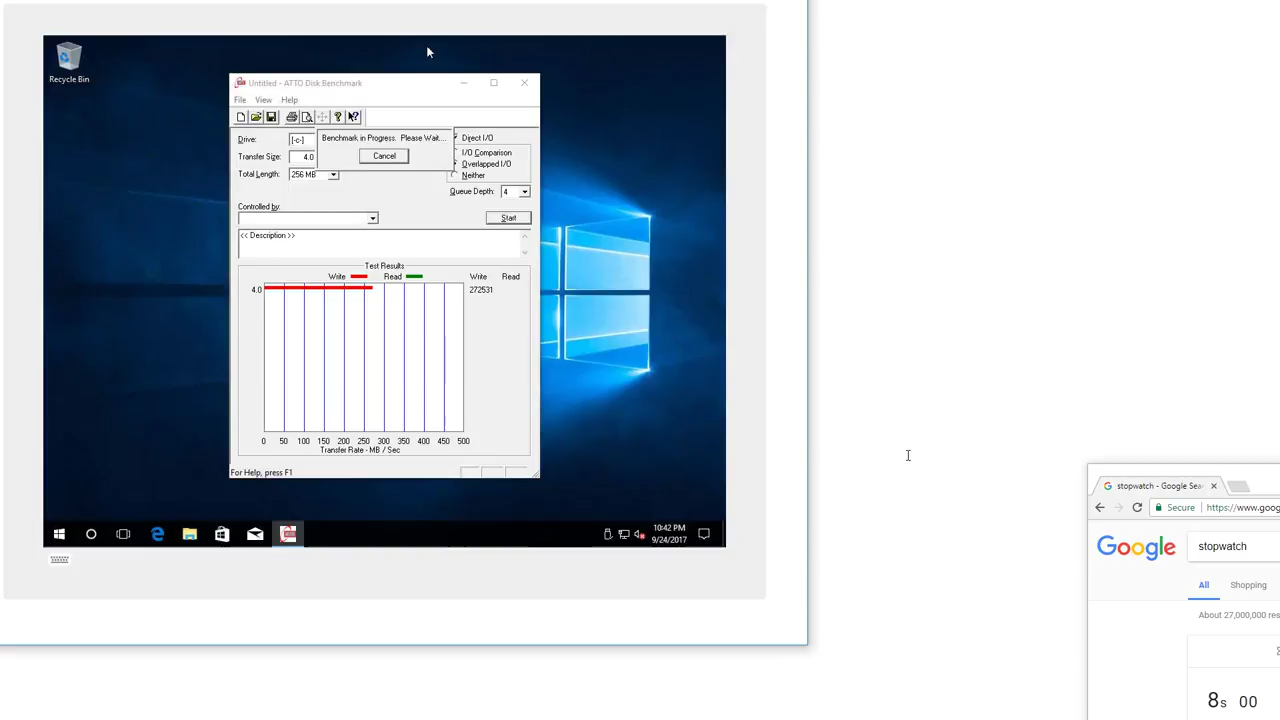 Recycle Bin
Untitled - ATTO Disk Benchmark
File View Help
Drive: [-c-] Benchmark in Progress. Please Wait.... Direct I/O
Transfer Size: 4.0 Cancel I/O Comparison
Overlapped I/O
Total Length: 256 MB Neither
Queue Depth: 4
Controlled by:
Start
<< Description >>
Test Results
Write Read Write Read
4.0 272531
0 50 100 150 200 250 300 350 400 450 500
Transfer Rate - MB / Sec
For Help, press F1
10:42 PM
9/24/2017
stopwatch - Google Sea
Secure https://www.goog
Google stopwatch
All Shopping
About 27,000,000 res
8s 00